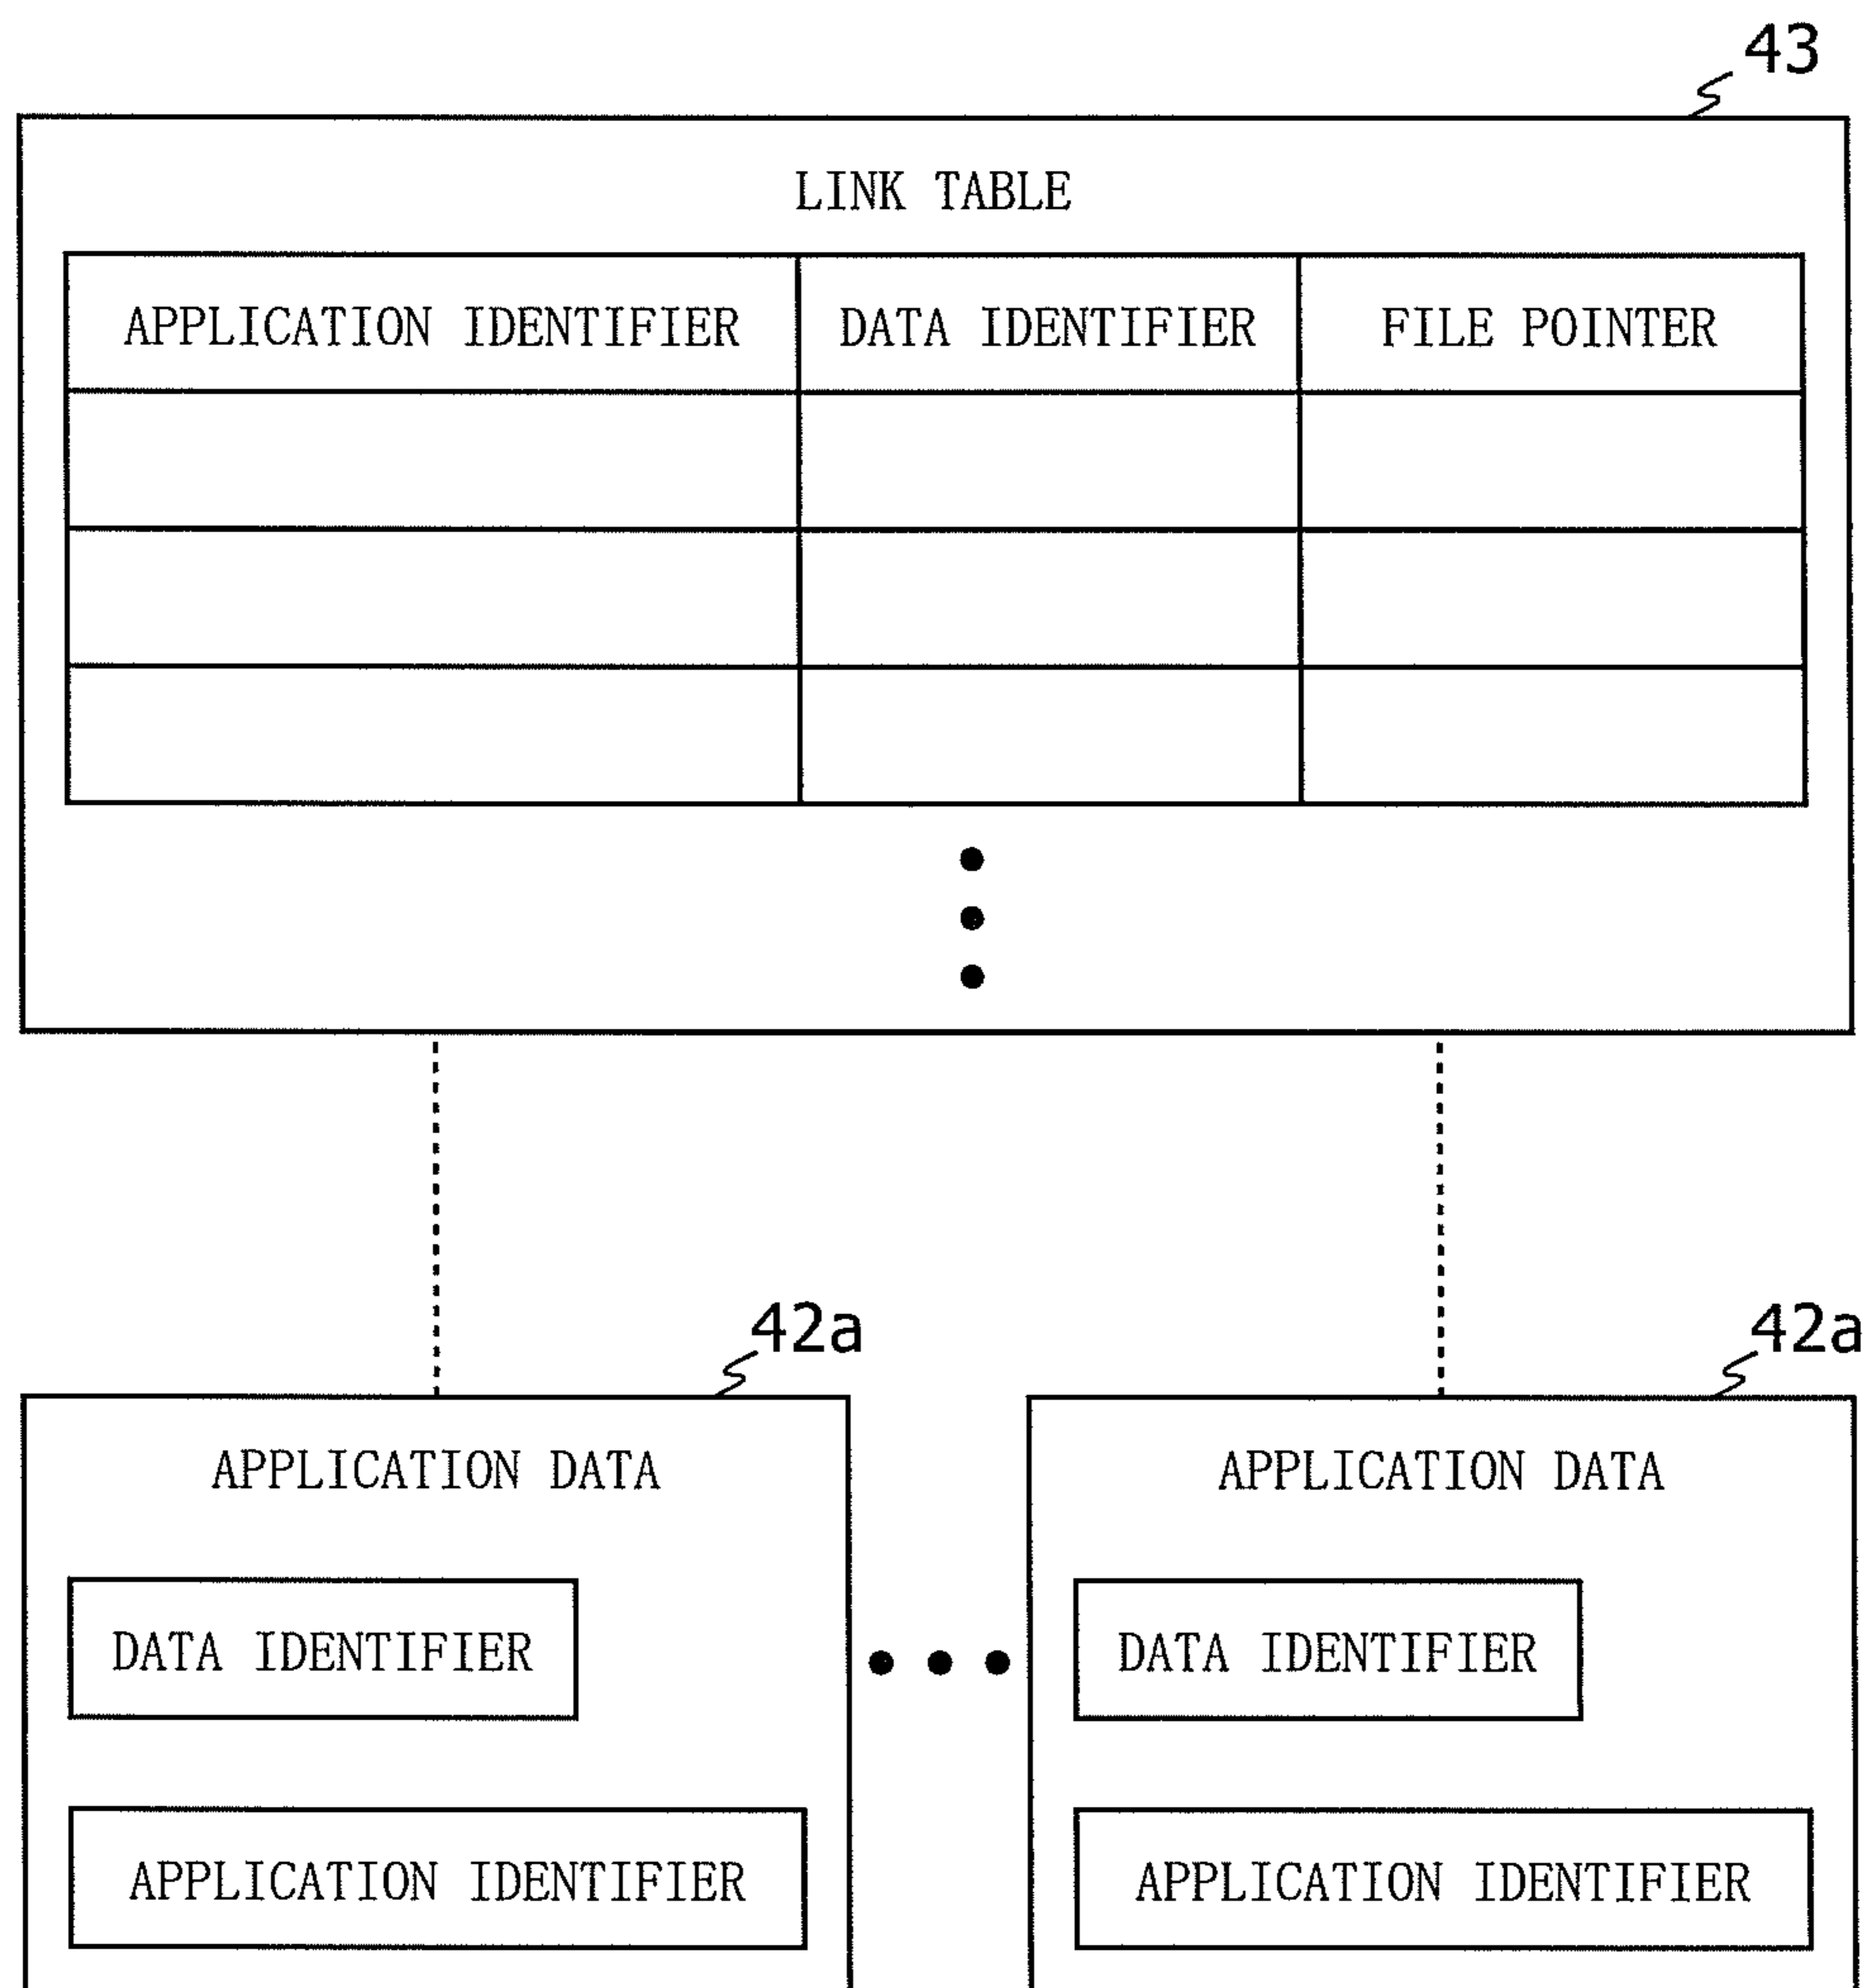 43
LINK TABLE
APPLICATION IDENTIFIER DATA IDENTIFIER FILE POINTER
42a 42a
APPLICATION DATA APPLICATION DATA
DATA IDENTIFIER DATA IDENTIFIER
APPLICATION IDENTIFIER APPLICATION IDENTIFIER